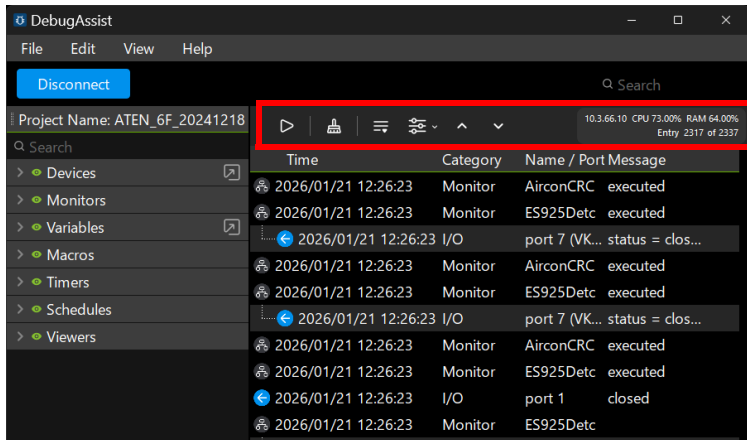 DebugAssist
File Edit View Help
Disconnect
Search
Project Name: ATEN_6F_20241218
10.3.66.10 CPU 73.00% RAM 64.00%
Entry 2317 of 2337
Search
Devices
Monitors
Variables
Macros
Timers
Schedules
Viewers
Time Category Name / Port Message
2026/01/21 12:26:23 Monitor AirconCRC executed
2026/01/21 12:26:23 Monitor ES925Detc executed
2026/01/21 12:26:23 I/O port 7 (VK... status = clos...
2026/01/21 12:26:23 Monitor AirconCRC executed
2026/01/21 12:26:23 Monitor ES925Detc executed
2026/01/21 12:26:23 I/O port 7 (VK... status = clos...
2026/01/21 12:26:23 Monitor AirconCRC executed
2026/01/21 12:26:23 Monitor ES925Detc executed
2026/01/21 12:26:23 I/O port 1 closed
2026/01/21 12:26:23 Monitor ES925Detc